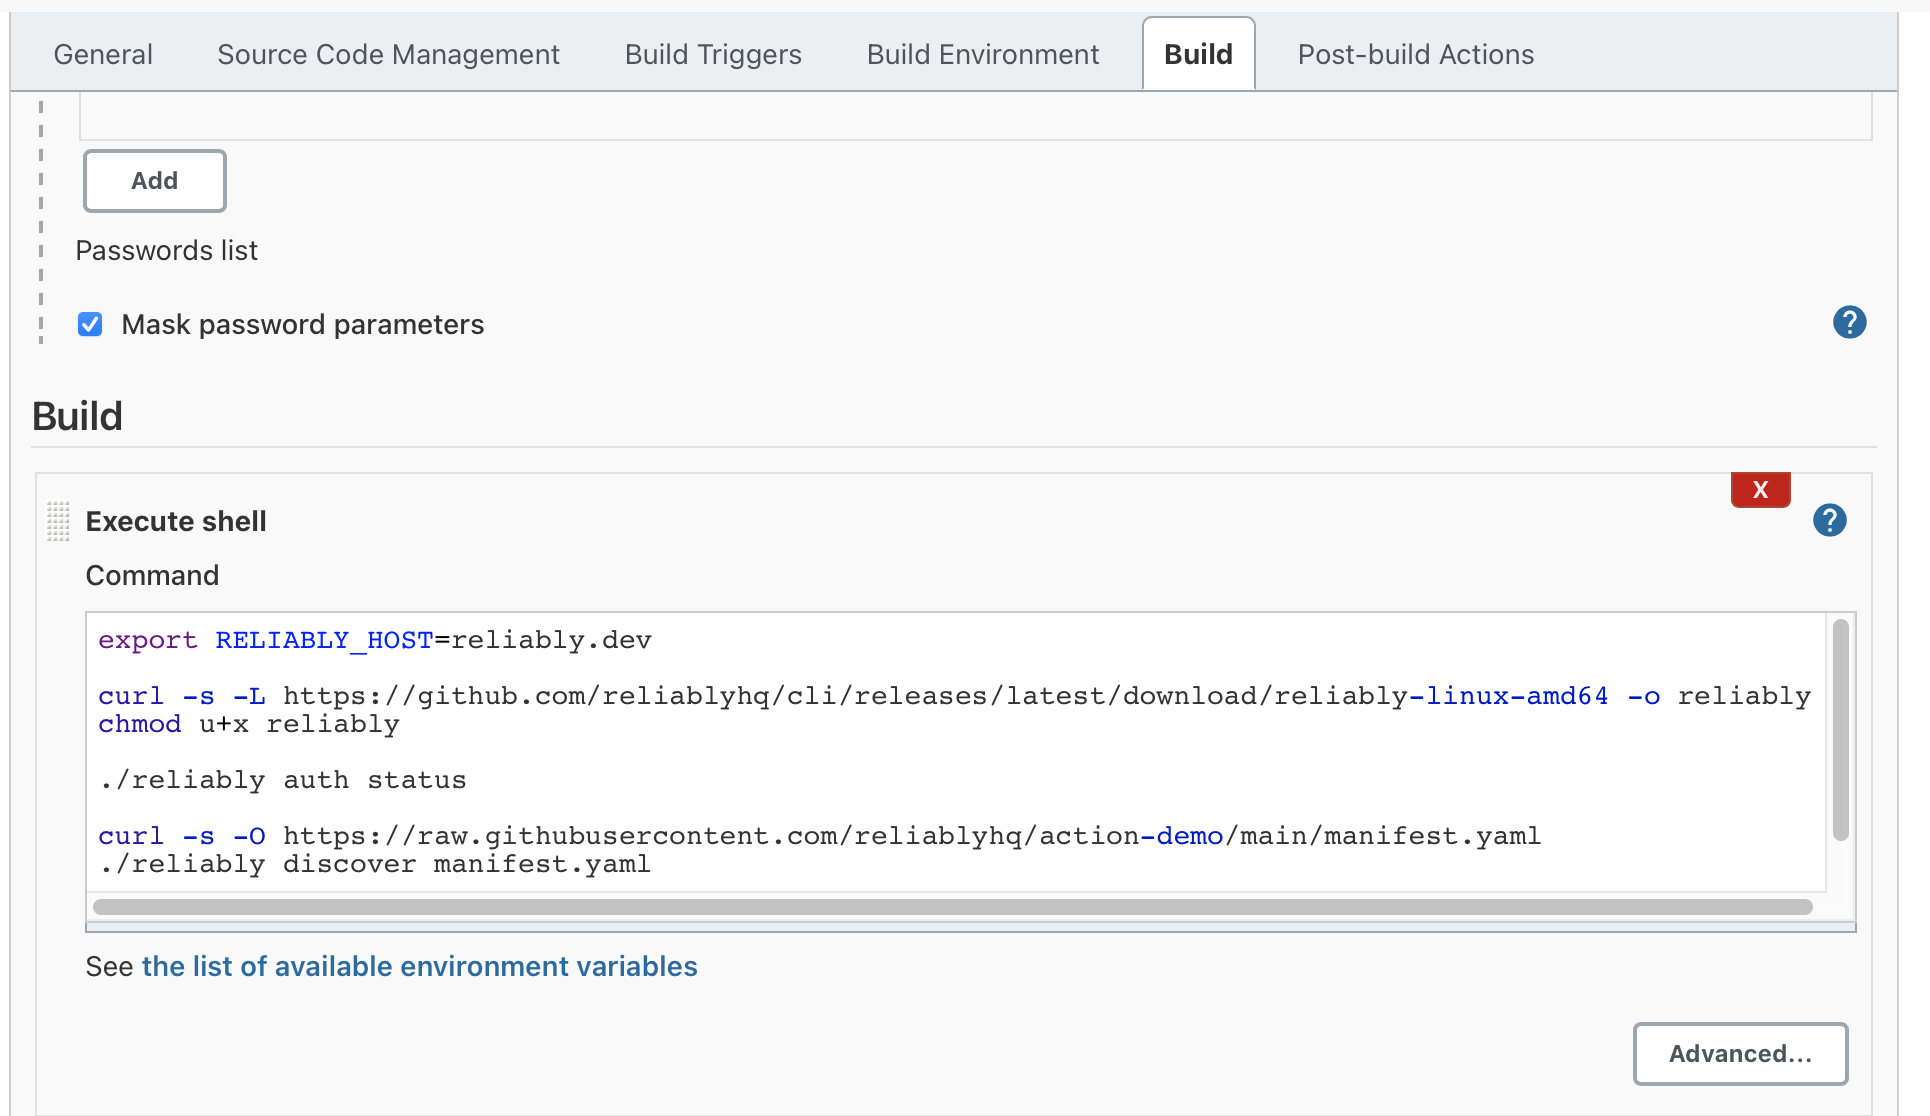 General Source Code Management Build Triggers Build Environment Build Post-build Actions
Add
Passwords list
Mask password parameters
?
Build
X
Execute shell
?
Command
export RELIABLY_HOST=reliably.dev
curl -s -L https://github.com/reliablyhq/cli/releases/latest/download/reliably-linux-amd64 -o reliably
chmod u+x reliably
./reliably auth status
curl -s -O https://raw.githubusercontent.com/reliablyhq/action-demo/main/manifest.yaml
./reliably discover manifest.yaml
See the list of available environment variables
Advanced...